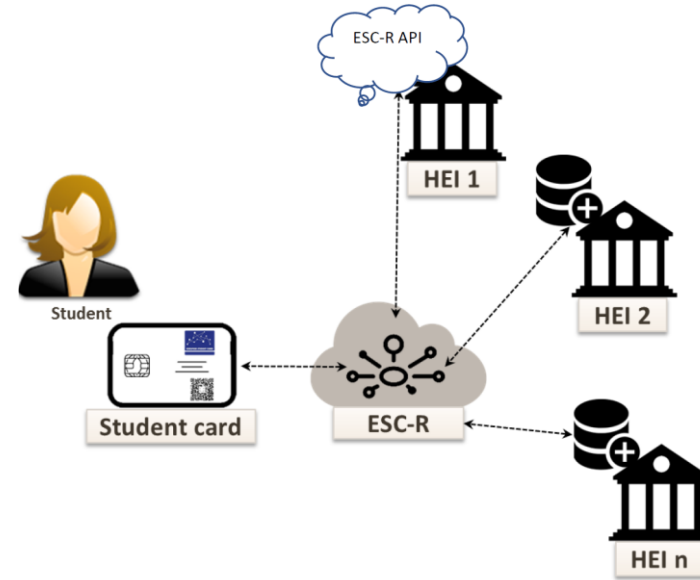 ESC-R API
HEI 1
HEI 2
Student
Student card
ESC-R
HEI n